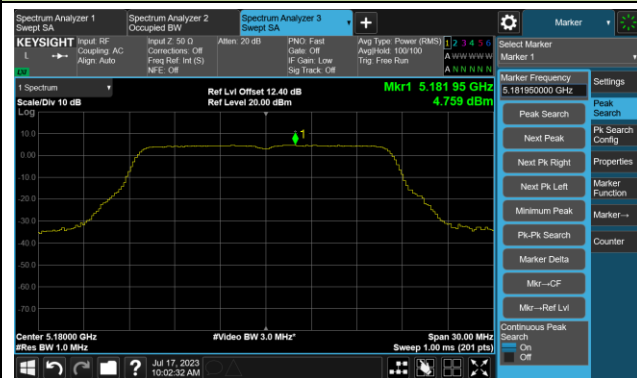 Spectrum Analyzer 1
Swept SA
Spectrum Analyzer 2
Occupied BW
Spectrum Analyzer 3
Swept SA
Marker
KEYSIGHT
L
Input: RF
Coupling: AC
Align: Auto
Input Z: 50 Ω
Corrections: Off
Freq Ref: Int (S)
NFE: Off
Atten: 20 dB
PNO: Fast
Gate: Off
IF Gain: Low
Sig Track: Off
Avg Type: Power (RMS)
Avg|Hold: 100/100
Trig: Free Run
1 2 3 4 5 6
A W W W W W
A N N N N N
Select Marker
Marker 1
1 Spectrum
Scale/Div 10 dB
Log
Ref Lvl Offset 12.40 dB
Ref Level 20.00 dBm
Mkr1 5.181 95 GHz
4.759 dBm
1
10.0
0.00
-10.0
-20.0
-30.0
-40.0
-50.0
-60.0
-70.0
Center 5.18000 GHz
#Res BW 1.0 MHz
#Video BW 3.0 MHz*
Span 30.00 MHz
Sweep 1.00 ms (201 pts)
Marker Frequency
5.181950000 GHz
Peak Search
Next Peak
Next Pk Right
Next Pk Left
Minimum Peak
Pk-Pk Search
Marker Delta
Mkr→CF
Mkr→Ref Lvl
Continuous Peak
Search
On
Off
Settings
Peak
Search
Pk Search
Config
Properties
Marker
Function
Marker→
Counter
Jul 17, 2023
10:02:32 AM